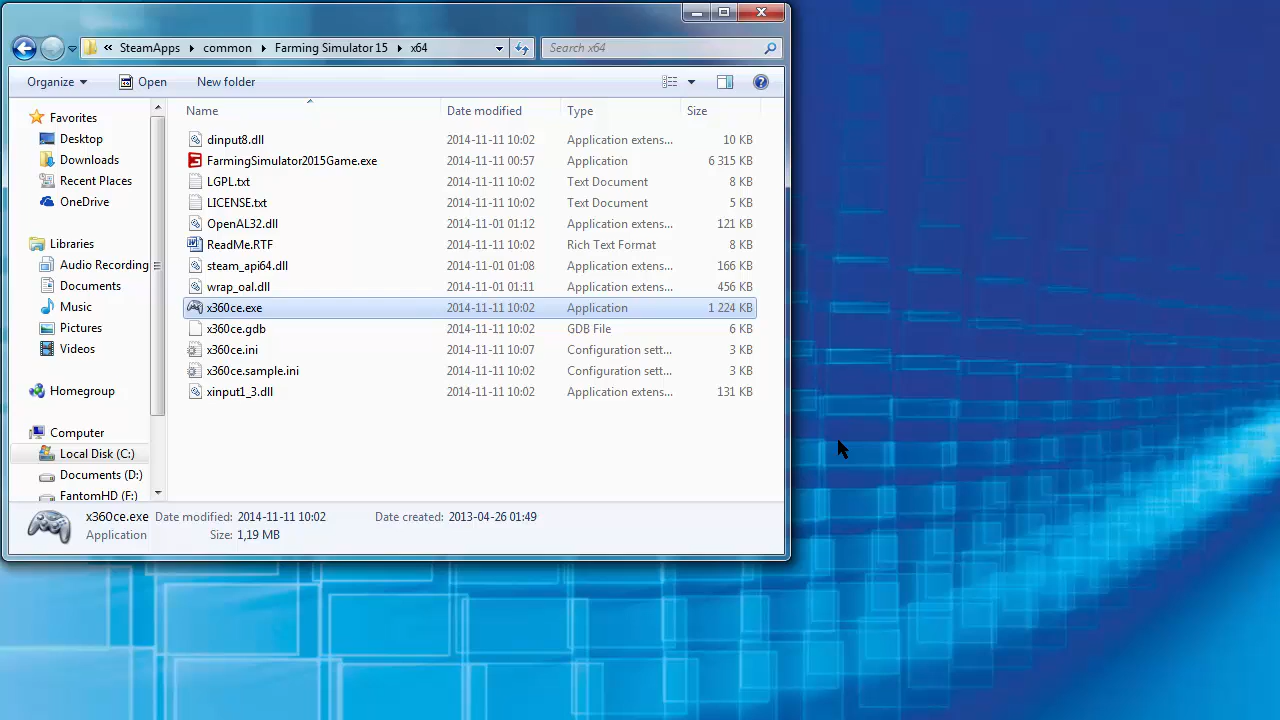 « SteamApps common Farming Simulator 15 x64 Search x64
Organize Open New folder
Name Date modified Type Size
dinput8.dll 2014-11-11 10:02 Application extens... 10 KB
FarmingSimulator2015Game.exe 2014-11-11 00:57 Application 6 315 KB
LGPL.txt 2014-11-11 10:02 Text Document 8 KB
LICENSE.txt 2014-11-11 10:02 Text Document 5 KB
OpenAL32.dll 2014-11-01 01:12 Application extens... 121 KB
ReadMe.RTF 2014-11-11 10:02 Rich Text Format 8 KB
steam_api64.dll 2014-11-01 01:08 Application extens... 166 KB
wrap_oal.dll 2014-11-01 01:11 Application extens... 456 KB
x360ce.exe 2014-11-11 10:02 Application 1 224 KB
x360ce.gdb 2014-11-11 10:02 GDB File 6 KB
x360ce.ini 2014-11-11 10:07 Configuration sett... 3 KB
x360ce.sample.ini 2014-11-11 10:02 Configuration sett... 3 KB
xinput1_3.dll 2014-11-11 10:02 Application extens... 131 KB
Favorites
Desktop
Downloads
Recent Places
OneDrive
Libraries
Audio Recording
Documents
Music
Pictures
Videos
Homegroup
Computer
Local Disk (C:)
Documents (D:)
FantomHD (F:)
x360ce.exe Date modified: 2014-11-11 10:02 Date created: 2013-04-26 01:49
Application Size: 1,19 MB